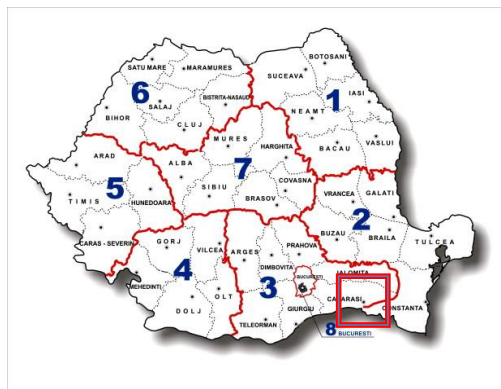 BOTOSANI
SUCEAVA
SATU MARE
MARAMURES
6
1
IASI
BISTRITA-NASAUD
SALAJ
NEAMT
BIHOR
CLUJ
MURES
BACAU
VASLUI
HARGHITA
ARAD
ALBA
7
5
COVASNA
SIBIU
VRANCEA
GALATI
TIMIS
HUNEDOARA
BRASOV
2
CARAS - SEVERIN
GORJ
VILCEA
BUZAU
BRAILA
TULCEA
ARGES
PRAHOVA
4
DIMBOVITA
3
BUCURESTI
6
IALOMITA
MEHEDINTI
OLT
CALARASI
CONSTANTA
DOLJ
GIURGIU
TELEORMAN
8
BUCURESTI